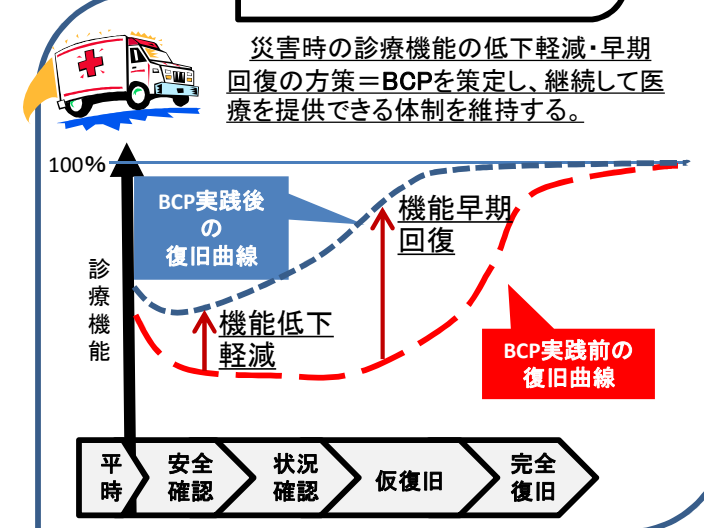 災害時の診療機能の低下軽減・早期
回復の方策＝BCPを策定し、継続して医
療を提供できる体制を維持する。
100%
BCP実践後
の
復旧曲線
機能早期
回復
診療機能
機能低下
軽減
BCP実践前の
復旧曲線
平時
安全
確認
状況
確認
仮復旧
完全
復旧